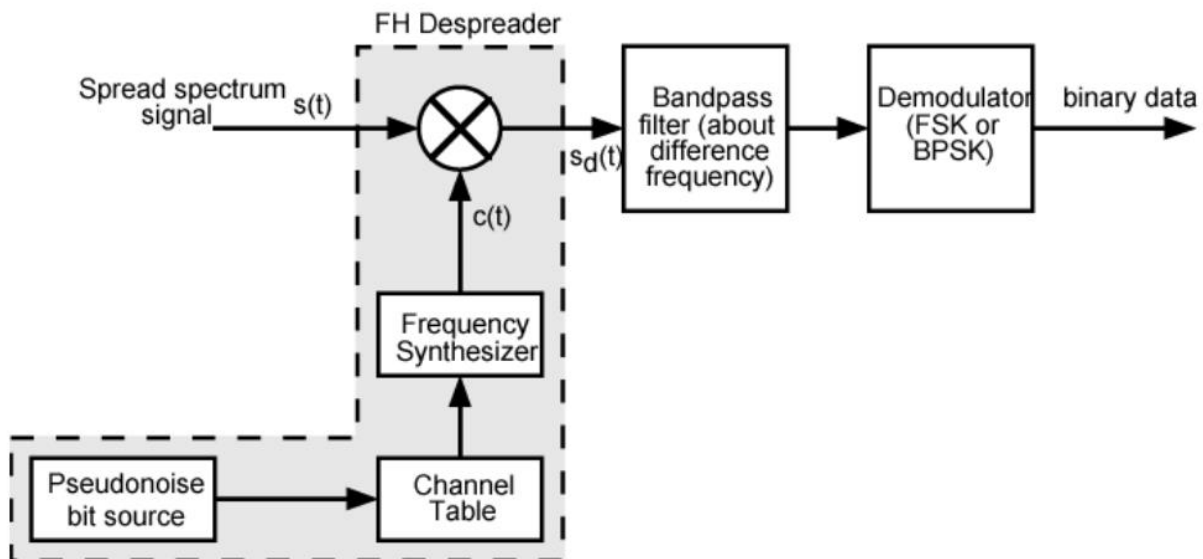 FH Despreader
Spread spectrum
signal
s(t)
s_d(t)
Bandpass
filter (about
difference
frequency)
Demodulator
(FSK or
BPSK)
binary data
c(t)
Frequency
Synthesizer
Pseudonoise
bit source
Channel
Table